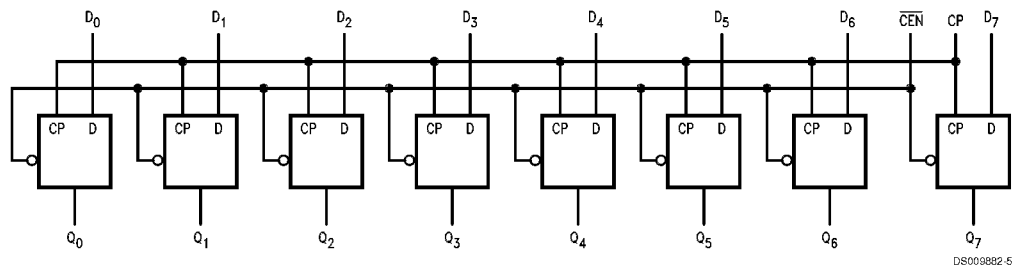 D0 D1 D2 D3 D4 D5 D6 CEN CP D7
CP D CP D CP D CP D CP D CP D CP D CP D
Q0 Q1 Q2 Q3 Q4 Q5 Q6 Q7
DS009882-5